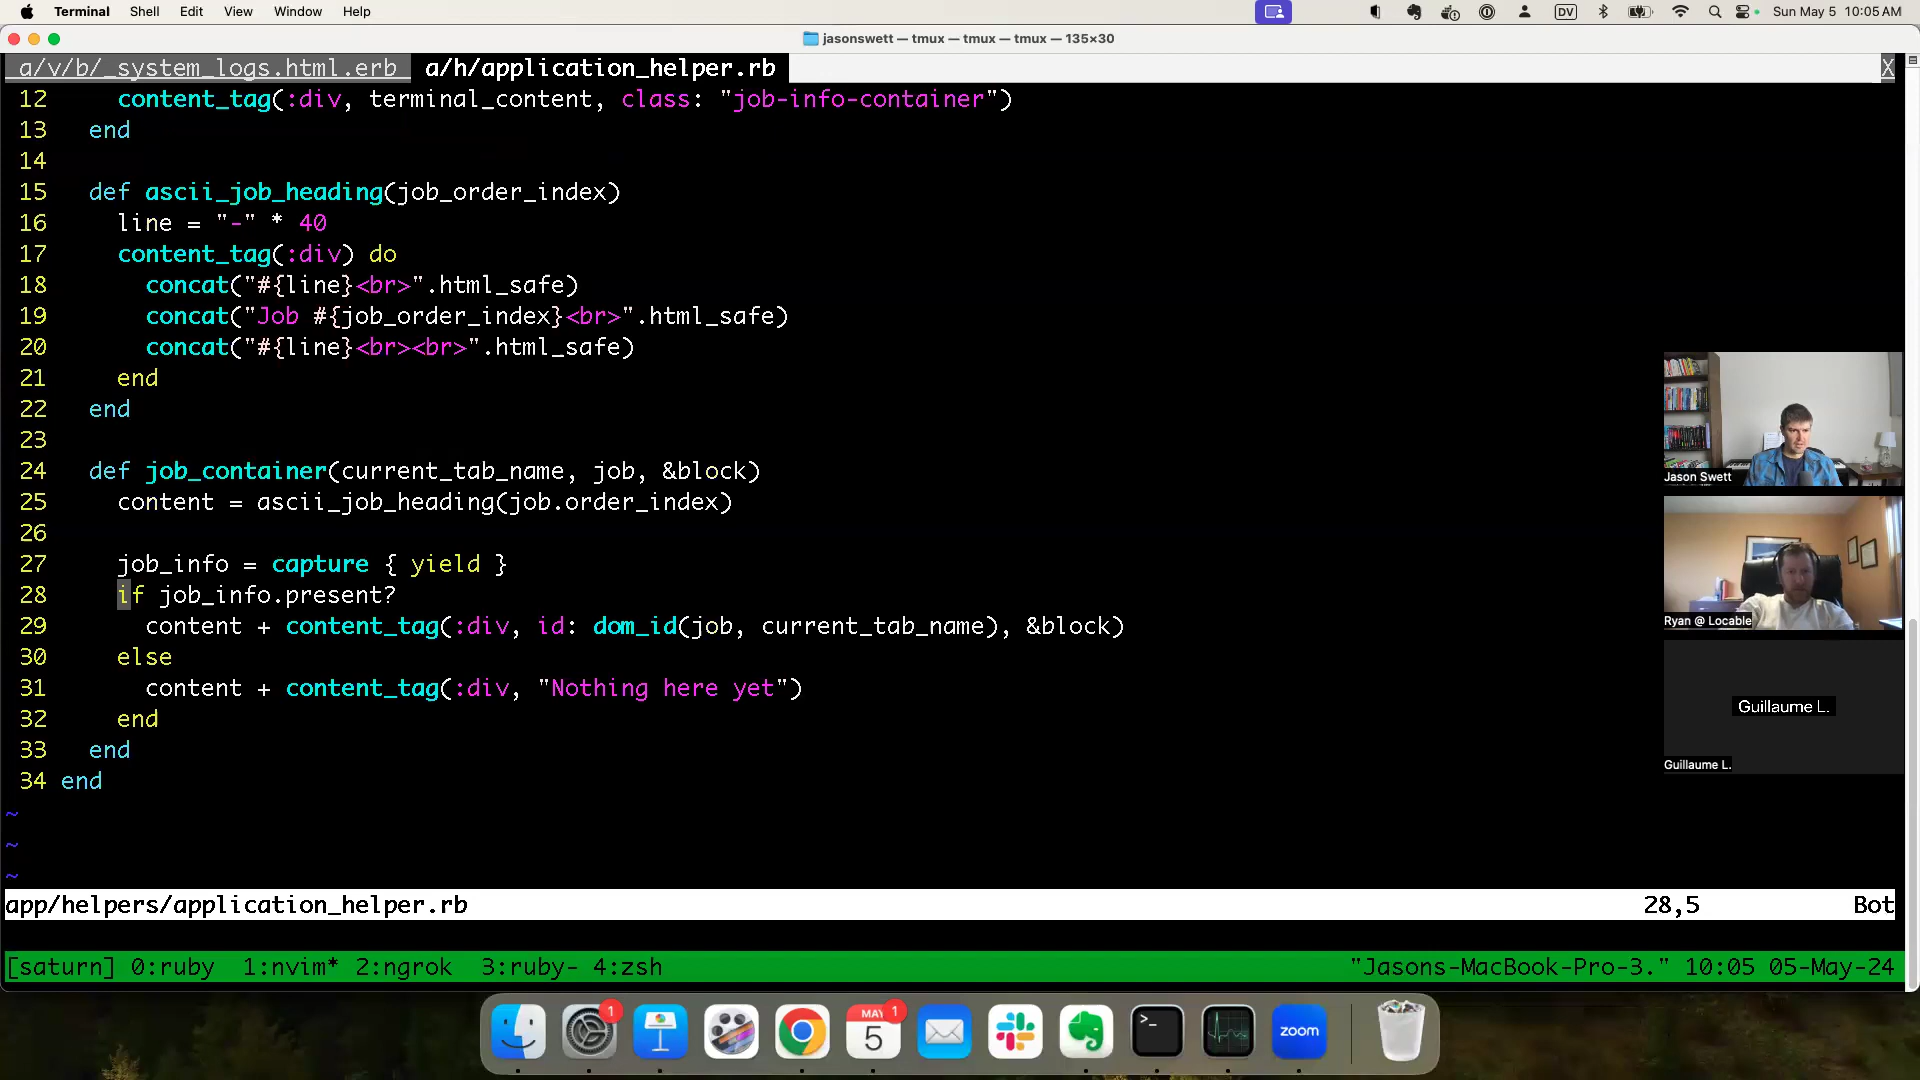 Terminal Shell Edit View Window Help
DV
Sun May 5 10:05 AM
jasonswett — tmux — tmux — tmux — 135×30
a/v/b/_system_logs.html.erb a/h/application_helper.rb X
12 content_tag(:div, terminal_content, class: "job-info-container")
13 end
14
15 def ascii_job_heading(job_order_index)
16 line = "-" * 40
17 content_tag(:div) do
18 concat("#{line}<br>".html_safe)
19 concat("Job #{job_order_index}<br>".html_safe)
20 concat("#{line}<br><br>".html_safe)
21 end
22 end
23
24 def job_container(current_tab_name, job, &block)
25 content = ascii_job_heading(job.order_index)
26
27 job_info = capture { yield }
28 if job_info.present?
29 content + content_tag(:div, id: dom_id(job, current_tab_name), &block)
30 else
31 content + content_tag(:div, "Nothing here yet")
32 end
33 end
34 end
~
~
~
Jason Swett
Ryan @ Locable
Guillaume L.
Guillaume L.
app/helpers/application_helper.rb 28,5 Bot
[saturn] 0:ruby 1:nvim* 2:ngrok 3:ruby- 4:zsh "Jasons-MacBook-Pro-3." 10:05 05-May-24
1
MAY
5
1
>_
zoom